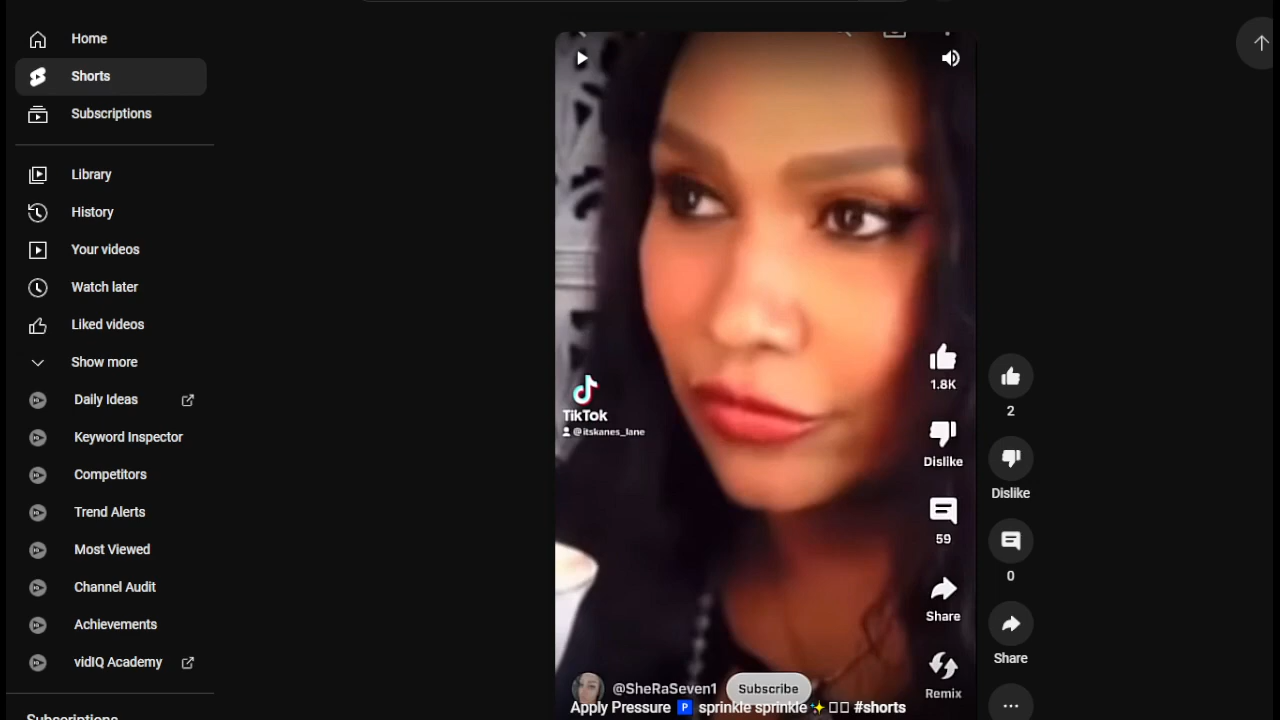 Home
Shorts
Subscriptions
Library
History
Your videos
Watch later
Liked videos
Show more
Daily Ideas
Keyword Inspector
Competitors
Trend Alerts
Most Viewed
Channel Audit
Achievements
vidIQ Academy
Subscriptions
TikTok
@itskanes_lane
1.8K
Dislike
59
Share
Remix
@SheRaSeven1
Subscribe
Apply Pressure 🅿 sprinkle sprinkle ✨ #shorts
2
Dislike
0
Share